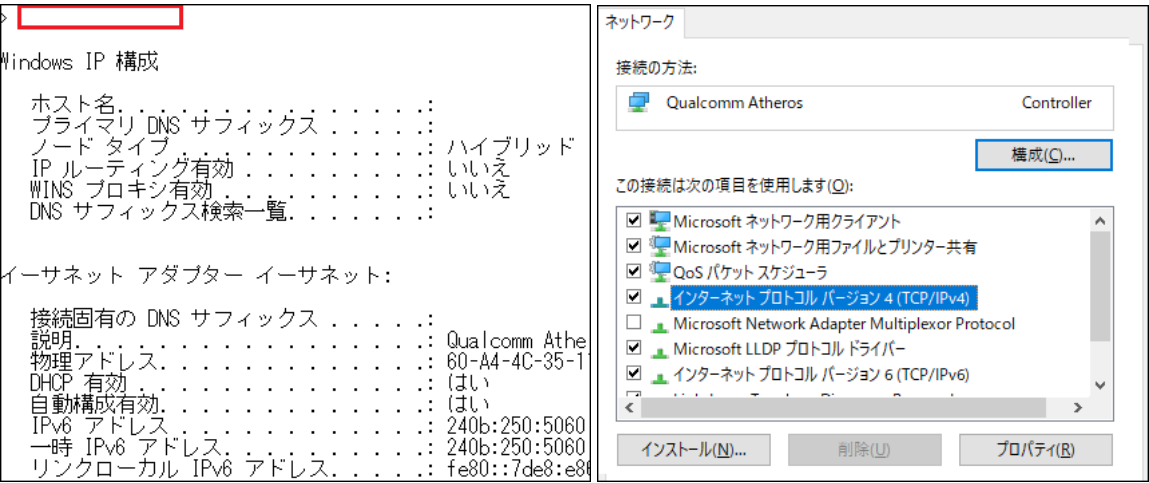 >
Windows IP 構成
ホスト名. . . . . . . . . . . . . . .:
プライマリ DNS サフィックス . . . . .:
ノード タイプ . . . . . . . . . . . .: ハイブリッド
IP ルーティング有効 . . . . . . . . .: いいえ
WINS プロキシ有効 . . . . . . . . . .: いいえ
DNS サフィックス検索一覧. . . . . . .:
イーサネット アダプター イーサネット:
接続固有の DNS サフィックス . . . . .:
説明. . . . . . . . . . . . . . . . .: Qualcomm Athe
物理アドレス. . . . . . . . . . . . .: 60-A4-4C-35-1
DHCP 有効 . . . . . . . . . . . . . .: はい
自動構成有効. . . . . . . . . . . . .: はい
IPv6 アドレス . . . . . . . . . . . .: 240b:250:5060
一時 IPv6 アドレス. . . . . . . . . .: 240b:250:5060
リンクローカル IPv6 アドレス. . . . .: fe80::7de8:e8
ネットワーク
接続の方法:
Qualcomm Atheros Controller
構成(C)...
この接続は次の項目を使用します(O):
Microsoft ネットワーク用クライアント
Microsoft ネットワーク用ファイルとプリンター共有
QoS パケット スケジューラ
インターネット プロトコル バージョン 4 (TCP/IPv4)
Microsoft Network Adapter Multiplexor Protocol
Microsoft LLDP プロトコル ドライバー
インターネット プロトコル バージョン 6 (TCP/IPv6)
インストール(N)...
削除(U)
プロパティ(R)